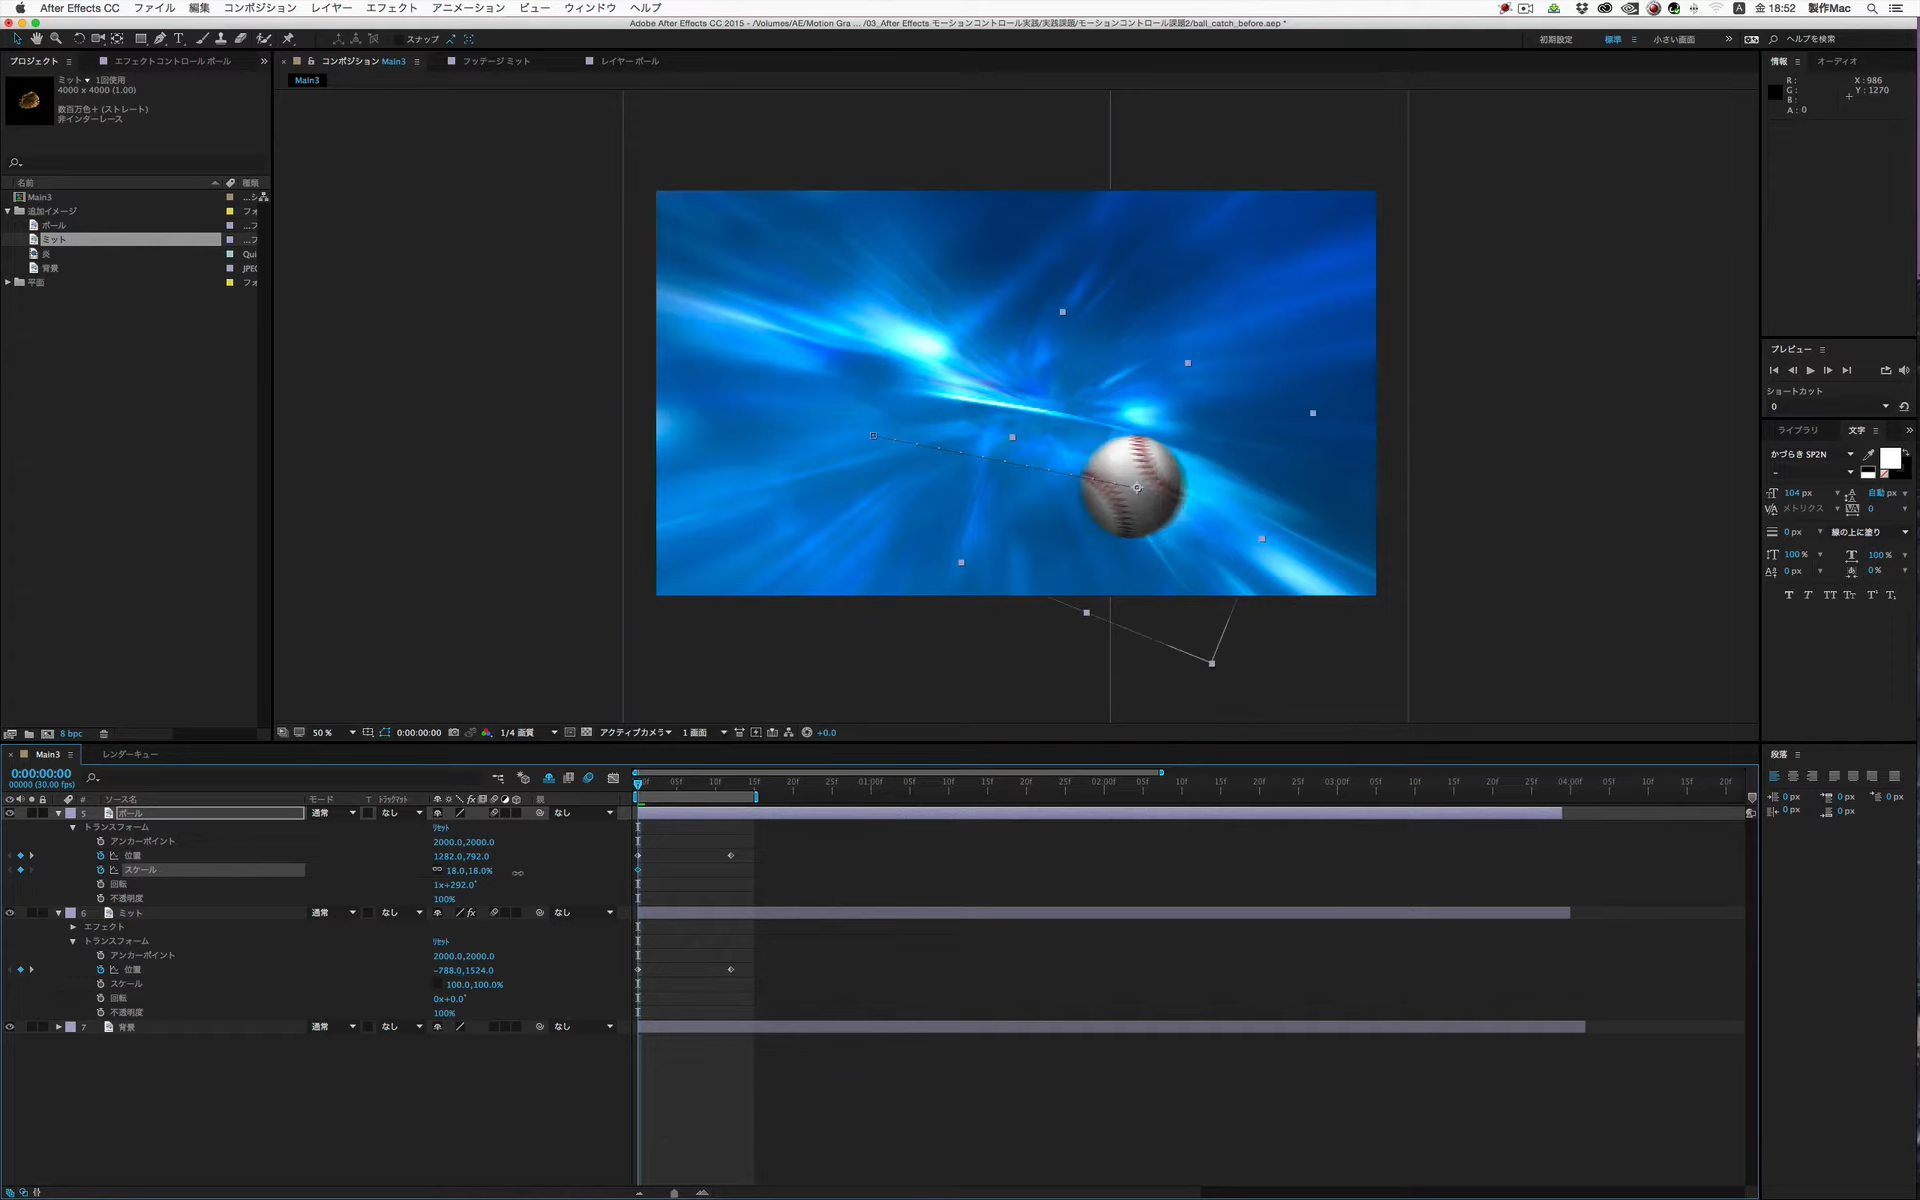 After Effects CC ファイル 編集 コンポジション レイヤー エフェクト アニメーション ビュー ウィンドウ ヘルプ
A 金 18:52 製作Mac
Adobe After Effects CC 2015 - /Volumes/AE/Motion Gra ... /03_After Effects モーションコントロール実践/実践課題/モーションコントロール課題2/ball_catch_before.aep *
スナップ 初期設定 標準 小さい画面 ヘルプを検索
プロジェクト エフェクトコントロール ボール
コンポジション Main3 フッテージ ミット レイヤー ボール
情報 オーディオ
Main3
ミット 1回使用
4000 x 4000 (1.00)
数百万色+ (ストレート)
非インターレース
R :
G :
B :
A : 0
X : 986
Y : 1270
名前 種類
Main3
追加イメージ フォ
ボール
ミット
炎 Qui
背景 JPEG
平面 フォ
プレビュー
ショートカット
0
ライブラリ 文字
かづらき SP2N
-
104 px 自動 px
メトリクス 0
0 px 線の上に塗り
100 % 100 %
0 px 0 %
T T TT Tт T¹ T₁
8 bpc
50 % 0:00:00:00 1/4 画質 アクティブカメラ 1 画面 +0.0
Main3 レンダーキュー
0:00:00:00
00000 (30.00 fps)
05f 10f 15f 20f 25f 01:00f 05f 10f 15f 20f 25f 02:00f 05f 10f 15f 20f 25f 03:00f 05f 10f 15f 20f 25f 04:00f 05f 10f 15f 20f
# ソース名 モード T トラックマット 親
5 ボール 通常 なし なし
トランスフォーム リセット
アンカーポイント 2000.0,2000.0
位置 1282.0,792.0
スケール 18.0,18.0%
回転 1x+292.0°
不透明度 100%
6 ミット 通常 なし fx なし
エフェクト
トランスフォーム リセット
アンカーポイント 2000.0,2000.0
位置 -788.0,1524.0
スケール 100.0,100.0%
回転 0x+0.0°
不透明度 100%
7 背景 通常 なし なし
段落
0 px 0 px 0 px
0 px 0 px